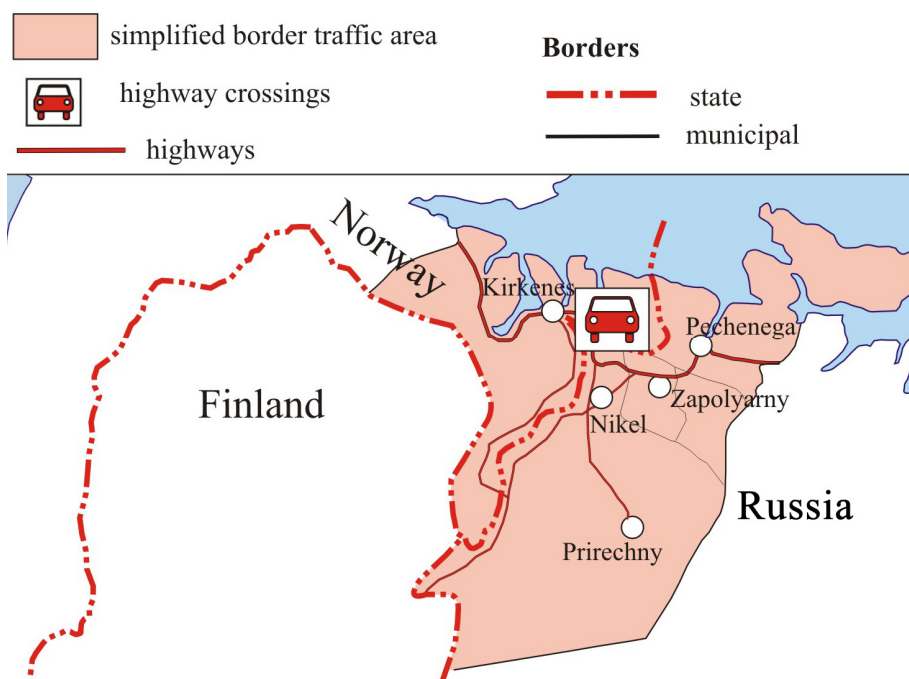 simplified border traffic area
highway crossings
highways
Borders
state
municipal
Norway
Kirkenes
Pechenega
Finland
Zapolyarny
Nikel
Russia
Prirechny